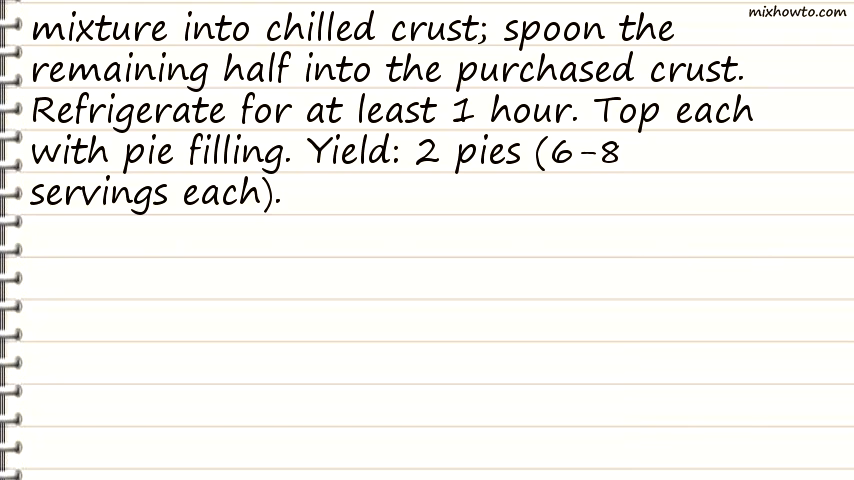 mixhowto.com
mixture into chilled crust; spoon the
remaining half into the purchased crust.
Refrigerate for at least 1 hour. Top each
with pie filling. Yield: 2 pies (6-8
servings each).